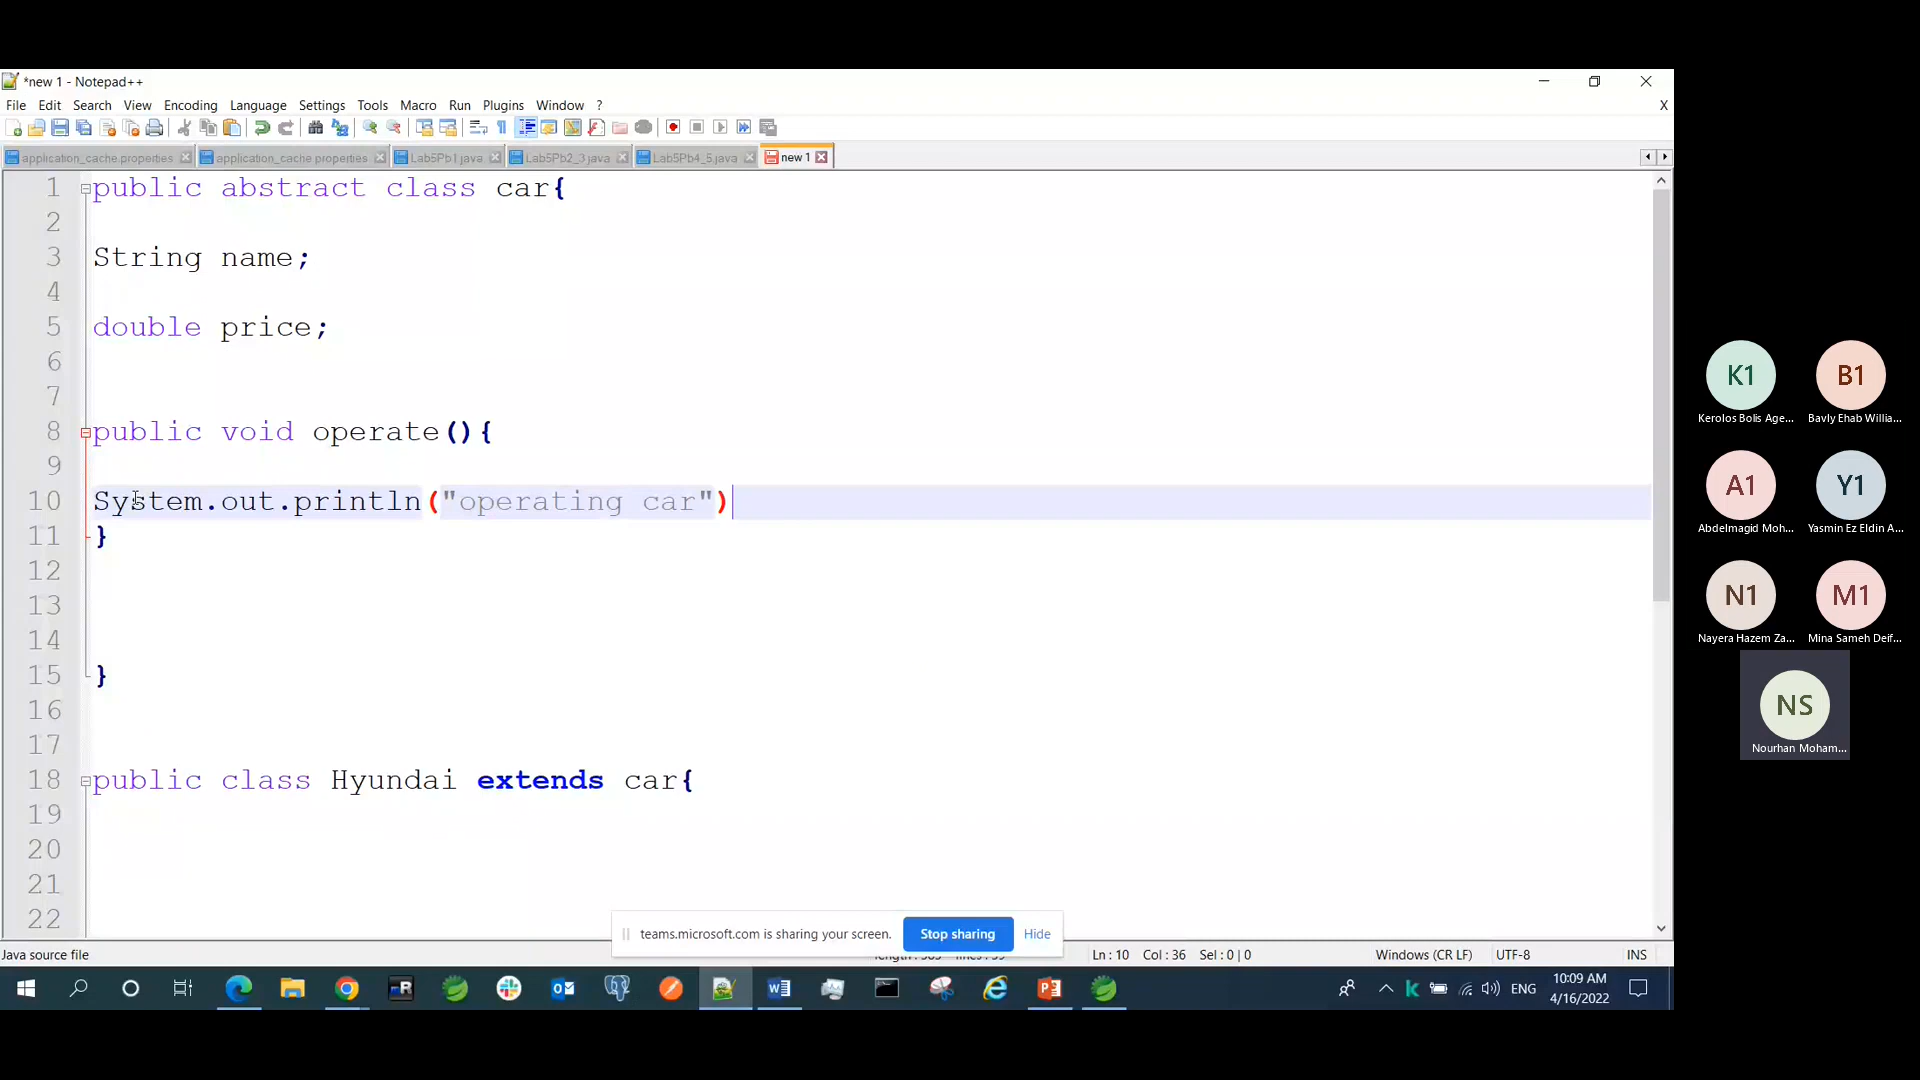 *new 1 - Notepad++
File Edit Search View Encoding Language Settings Tools Macro Run Plugins Window ? X
application_cache.properties application_cache.properties Lab5Pb1.java Lab5Pb2_3.java Lab5Pb4_5.java new 1
1 public abstract class car{
2
3 String name;
4
5 double price;
6
7
8 public void operate(){
9
10 System.out.println("operating car")
11 }
12
13
14
15 }
16
17
18 public class Hyundai extends car{
19
20
21
22
teams.microsoft.com is sharing your screen. Stop sharing Hide
Java source file Ln : 10 Col : 36 Sel : 0 | 0 Windows (CR LF) UTF-8 INS
ENG 10:09 AM
4/16/2022
K1 B1
Kerolos Bolis Age... Bavly Ehab Willia...
A1 Y1
Abdelmagid Moh... Yasmin Ez Eldin A...
N1 M1
Nayera Hazem Za... Mina Sameh Deif...
NS
Nourhan Moham...